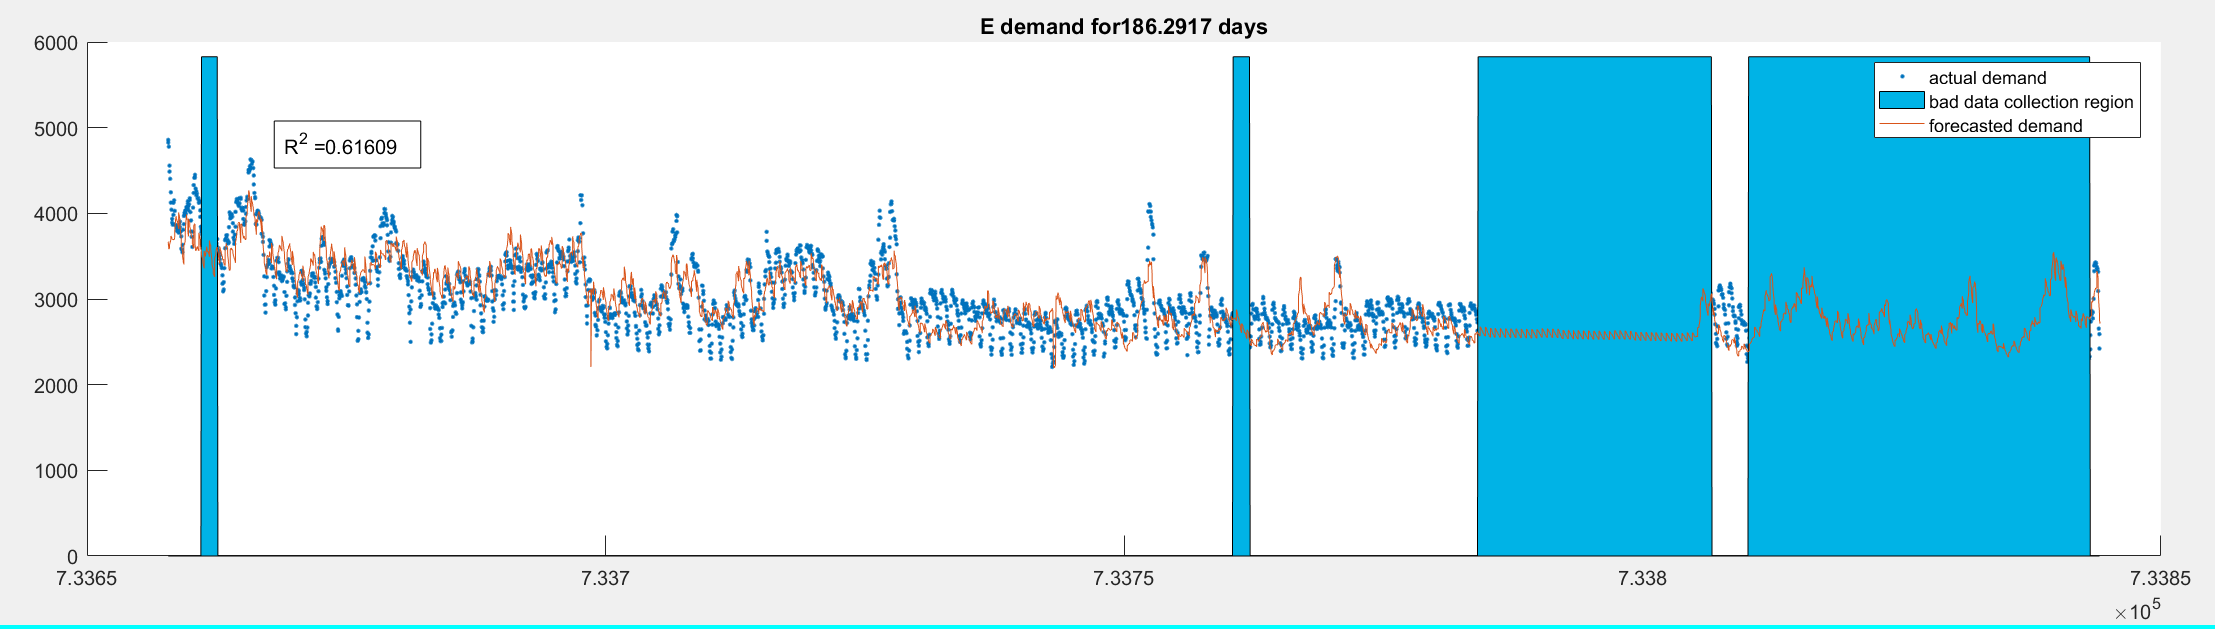 E demand for186.2917 days
6000
5000
4000
3000
2000
1000
0
R² =0.61609
actual demand
bad data collection region
forecasted demand
7.3365 7.337 7.3375 7.338 7.3385
×10⁵